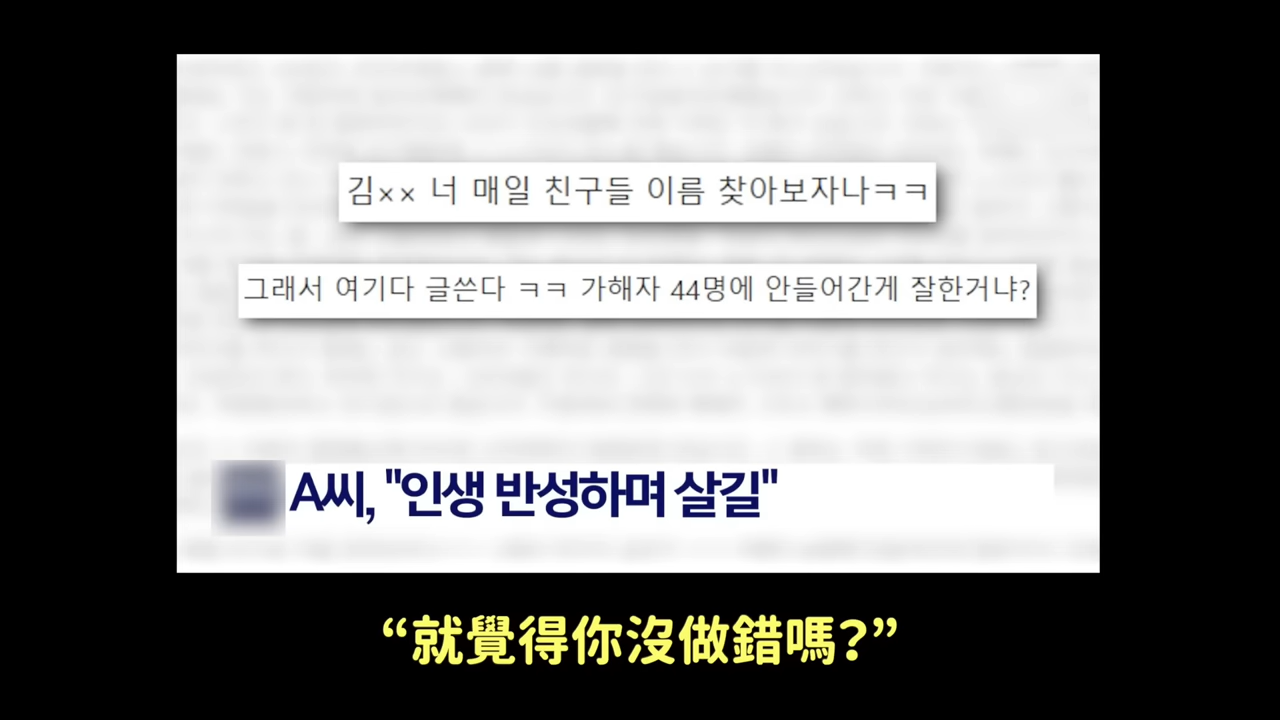 김×× 너 매일 친구들 이름 찾아보자나ㅋㅋ
그래서 여기다 글쓴다 ㅋㅋ 가해자 44명에 안들어간게 잘한거냐?
A씨, "인생 반성하며 살길"
“就覺得你沒做錯嗎？”